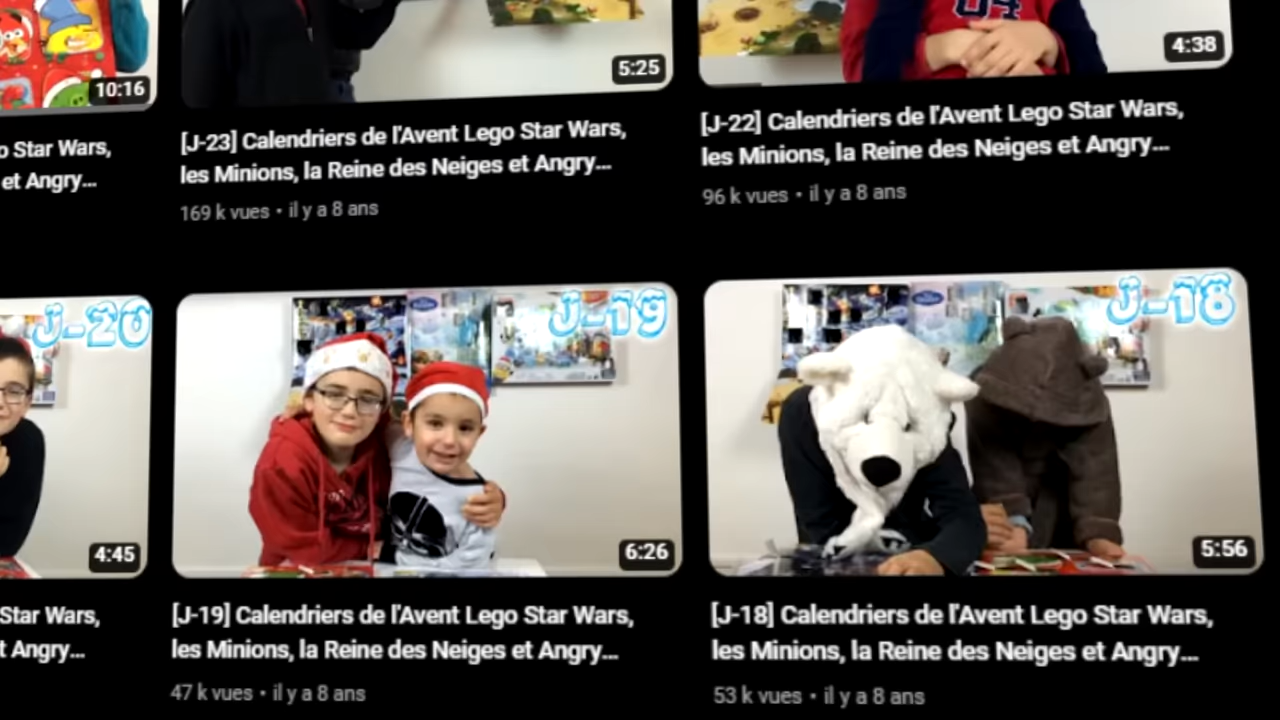 04
10:16
5:25
4:38
o Star Wars,
et Angry...
[J-23] Calendriers de l'Avent Lego Star Wars,
les Minions, la Reine des Neiges et Angry...
169 k vues • il y a 8 ans
[J-22] Calendriers de l'Avent Lego Star Wars,
les Minions, la Reine des Neiges et Angry...
96 k vues • il y a 8 ans
J-20
J-19
J-18
4:45
6:26
5:56
Star Wars,
t Angry...
[J-19] Calendriers de l'Avent Lego Star Wars,
les Minions, la Reine des Neiges et Angry...
47 k vues • il y a 8 ans
[J-18] Calendriers de l'Avent Lego Star Wars,
les Minions, la Reine des Neiges et Angry...
53 k vues • il y a 8 ans